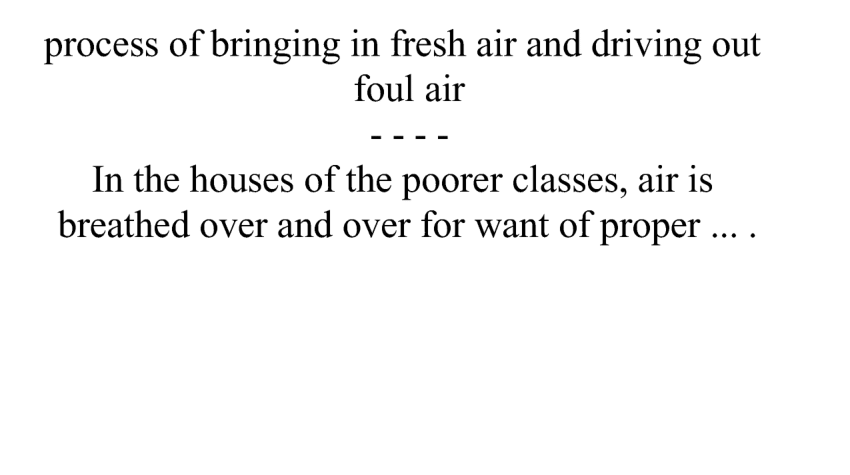 process of bringing in fresh air and driving out
foul air
- - - -
In the houses of the poorer classes, air is
breathed over and over for want of proper ... .